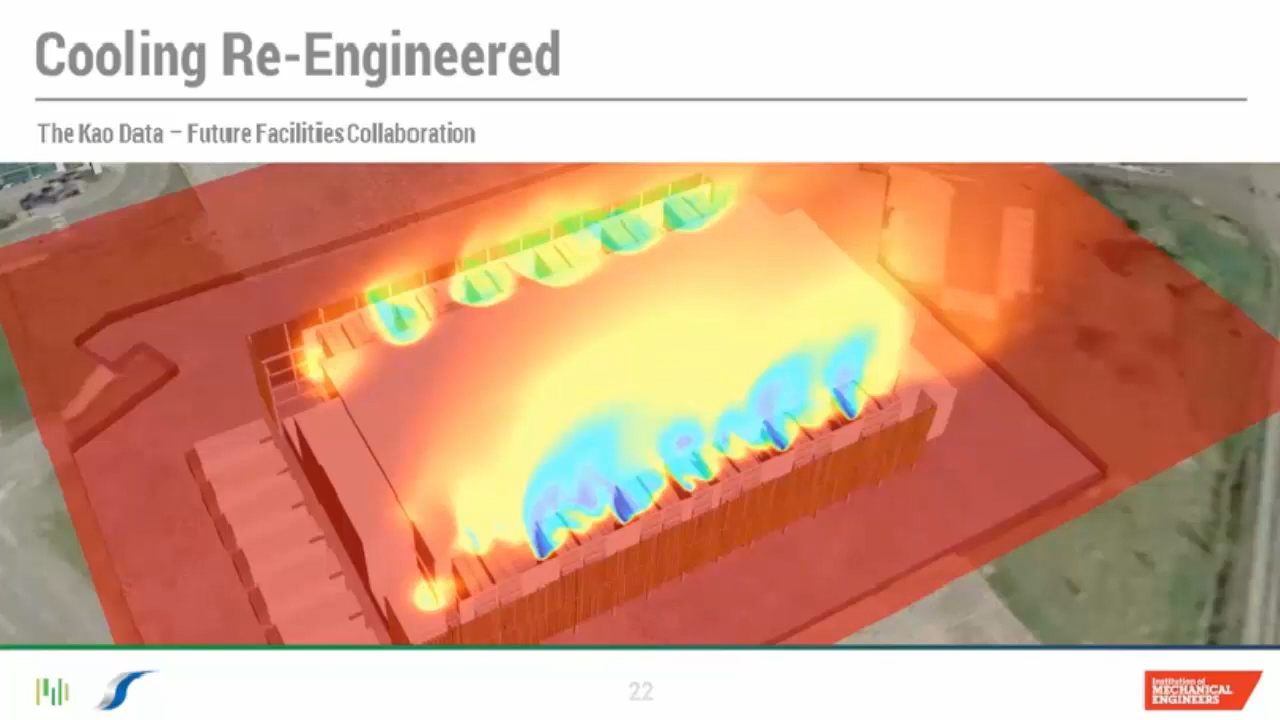 Cooling Re-Engineered
The Kao Data – Future Facilities Collaboration
22
Institution of
MECHANICAL
ENGINEERS